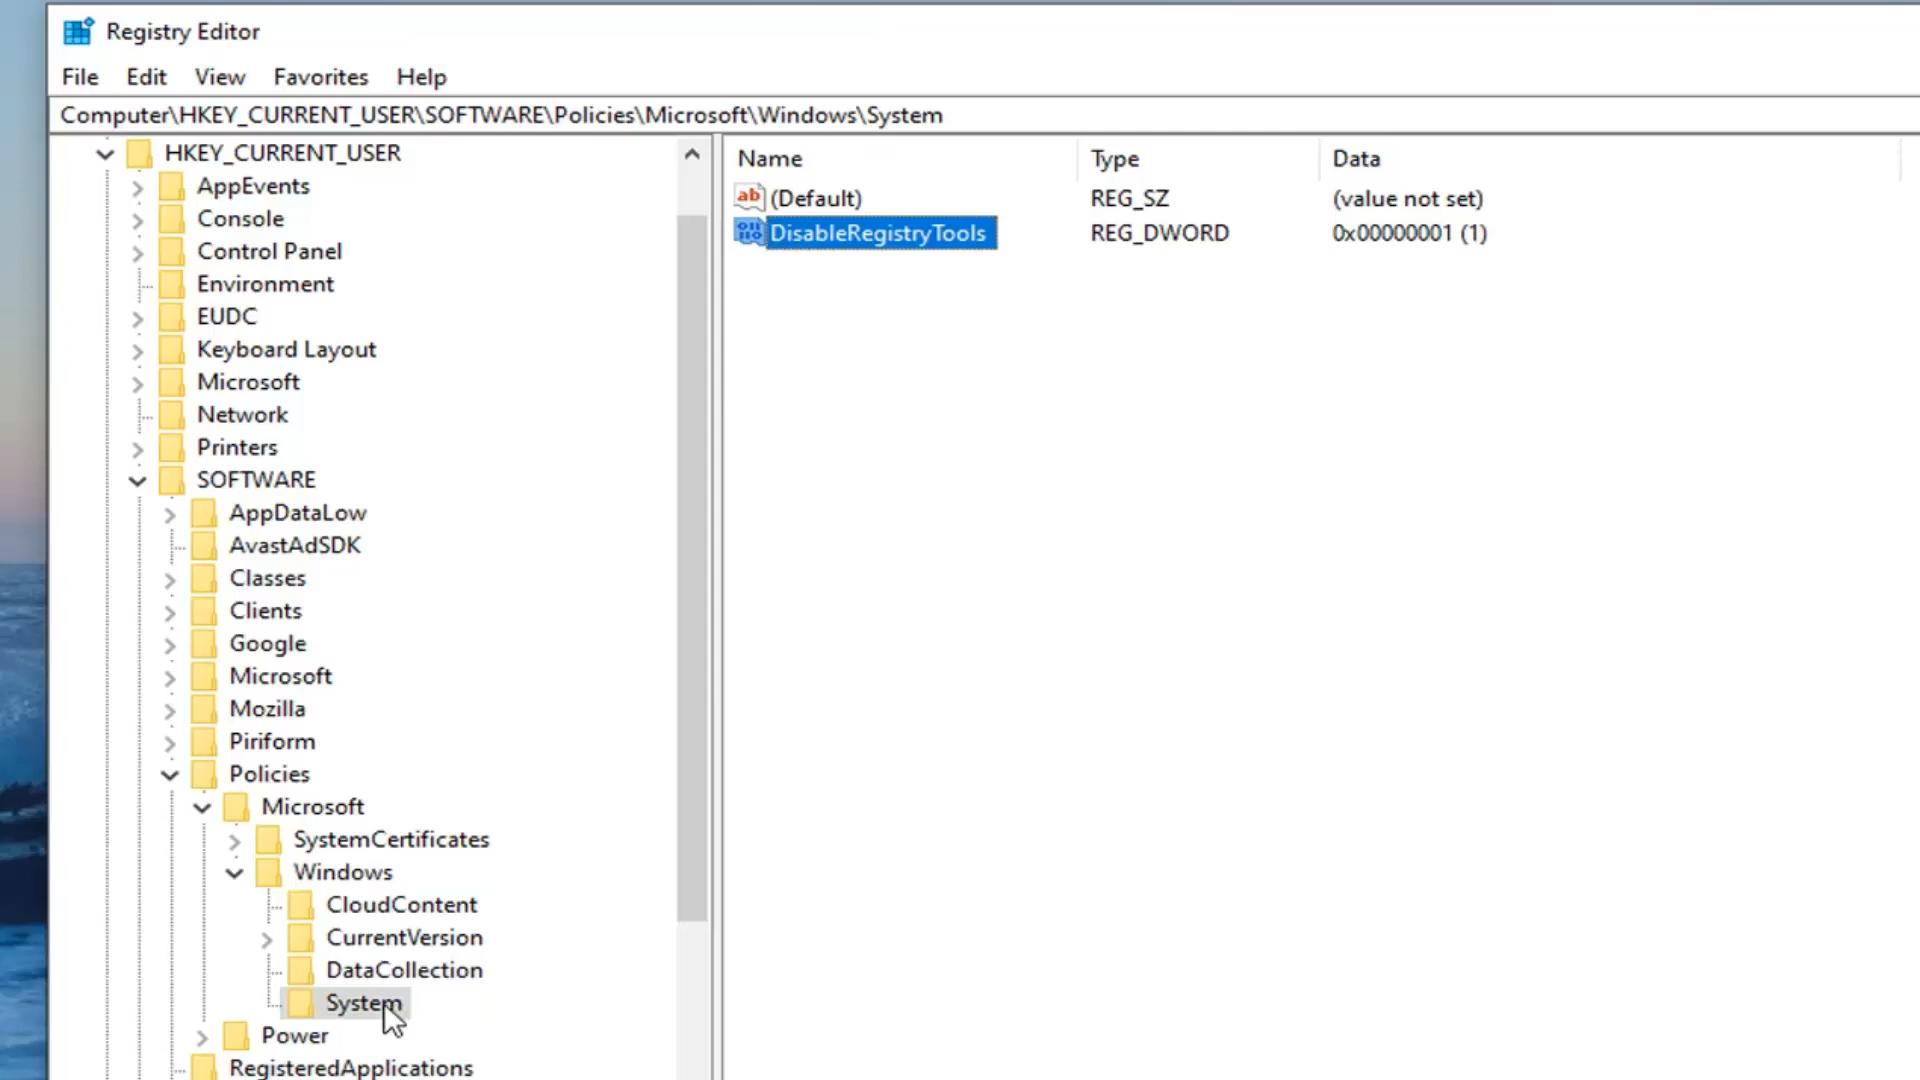 Registry Editor
File Edit View Favorites Help
Computer\HKEY_CURRENT_USER\SOFTWARE\Policies\Microsoft\Windows\System
HKEY_CURRENT_USER
AppEvents
Console
Control Panel
Environment
EUDC
Keyboard Layout
Microsoft
Network
Printers
SOFTWARE
AppDataLow
AvastAdSDK
Classes
Clients
Google
Microsoft
Mozilla
Piriform
Policies
Microsoft
SystemCertificates
Windows
CloudContent
CurrentVersion
DataCollection
System
Power
RegisteredApplications
Name Type Data
ab (Default) REG_SZ (value not set)
DisableRegistryTools REG_DWORD 0x00000001 (1)